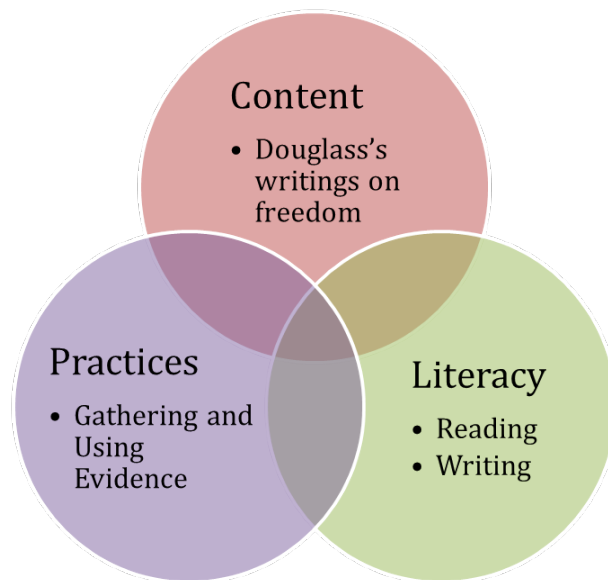 Content
• Douglass's
writings on
freedom
Practices
• Gathering and
Using
Evidence
Literacy
• Reading
• Writing